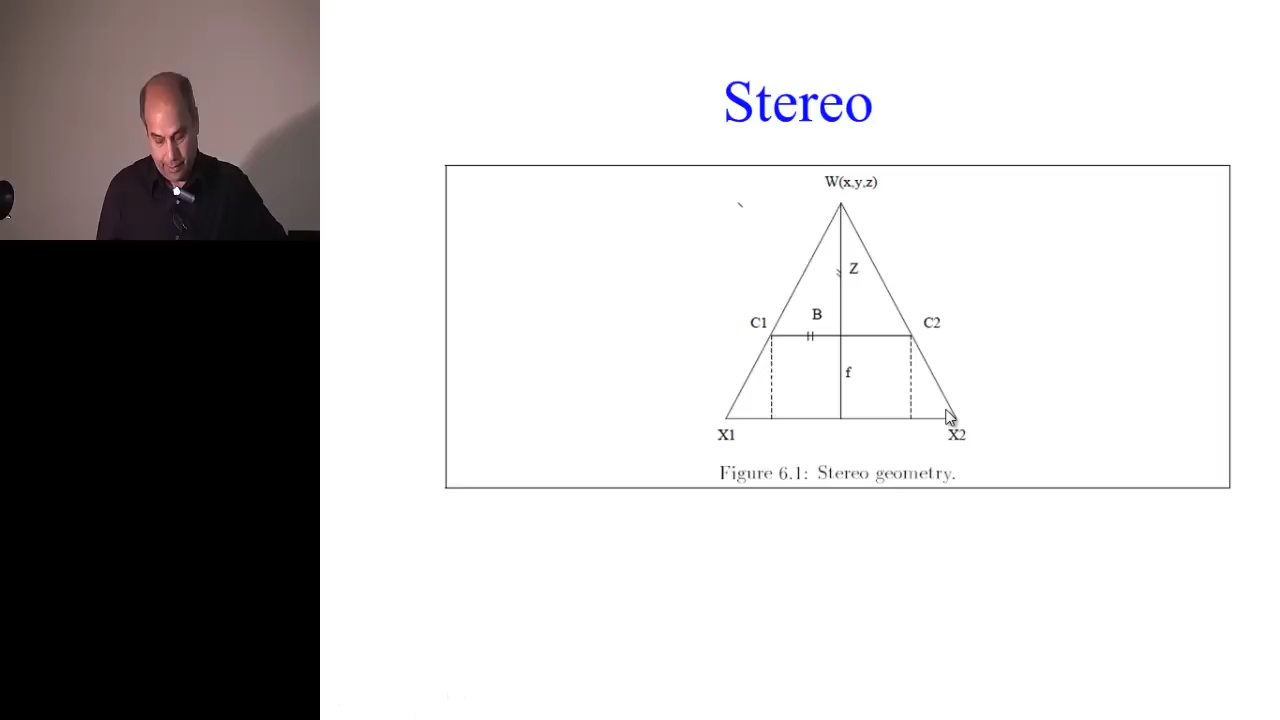 Stereo
W(x,y,z)
Z
B
C1
C2
f
X1
X2
Figure 6.1: Stereo geometry.